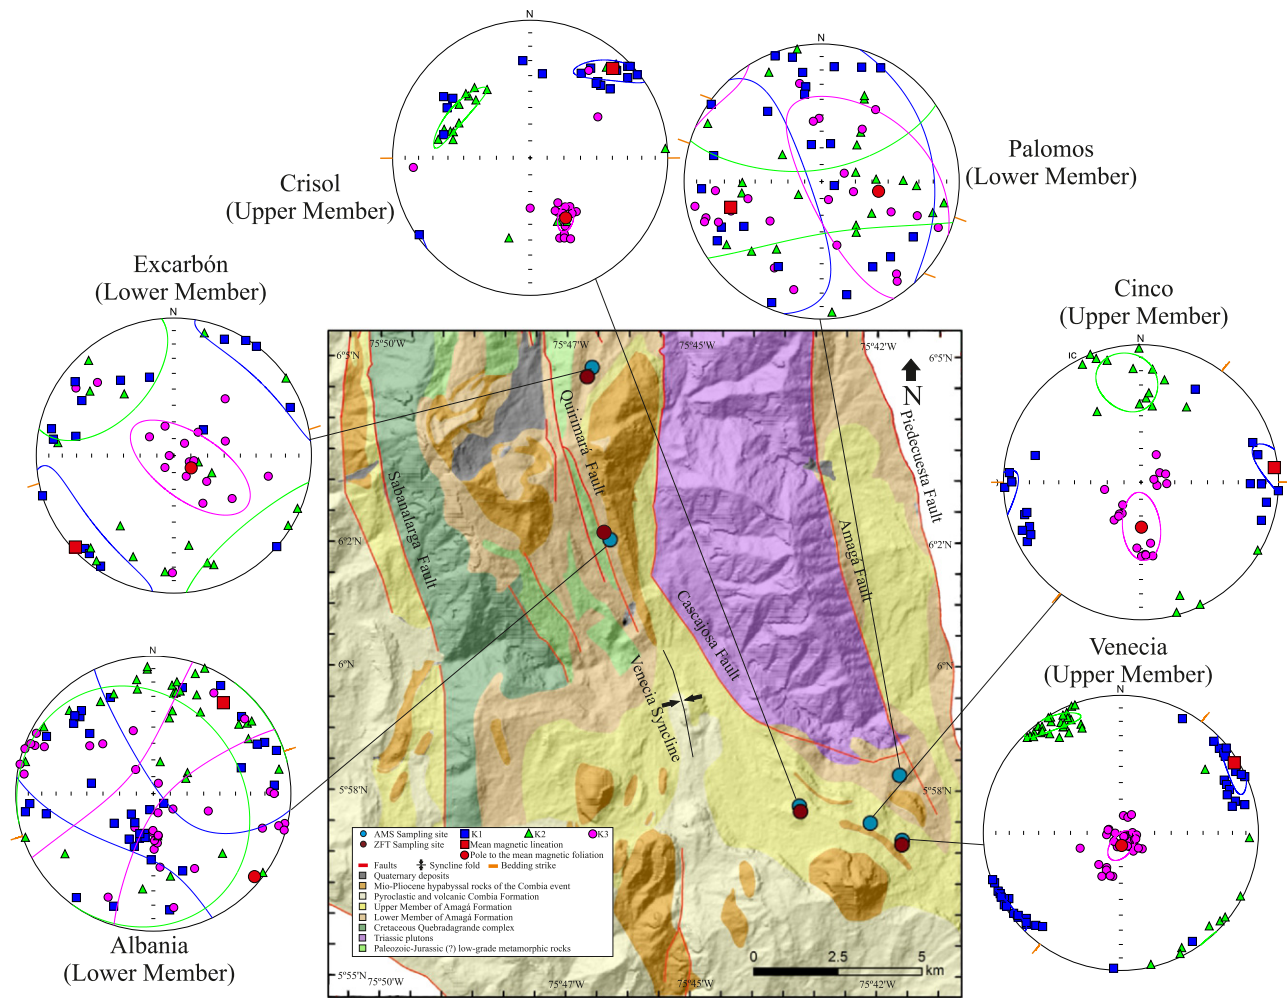 N
Crisol
(Upper Member)
N
Palomos
(Lower Member)
Excarbón
(Lower Member)
N
Cinco
(Upper Member)
N
IC
Venecia
(Upper Member)
N
N
Albania
(Lower Member)
75°50'W
75°47'W
75°45'W
75°42'W
6°5'N
6°5'N
N
Quirimará Fault
Piedecuesta Fault
Sabanalarga Fault
Amagá Fault
6°2'N
6°2'N
Cascajosa Fault
Venecia Syncline
6°N
6°N
5°58'N
5°58'N
AMS Sampling site
K1
K2
K3
ZFT Sampling site
Mean magnetic lineation
Pole to the mean magnetic foliation
Faults
Syncline fold
Bedding strike
Quaternary deposits
Mio-Pliocene hypabyssal rocks of the Combia event
Pyroclastic and volcanic Combia Formation
Upper Member of Amagá Formation
Lower Member of Amagá Formation
Cretaceous Quebradagrande complex
Triassic plutons
Paleozoic-Jurassic (?) low-grade metamorphic rocks
0
2.5
5
km
5°55'N
5°55'N
75°50'W
75°47'W
75°45'W
75°42'W